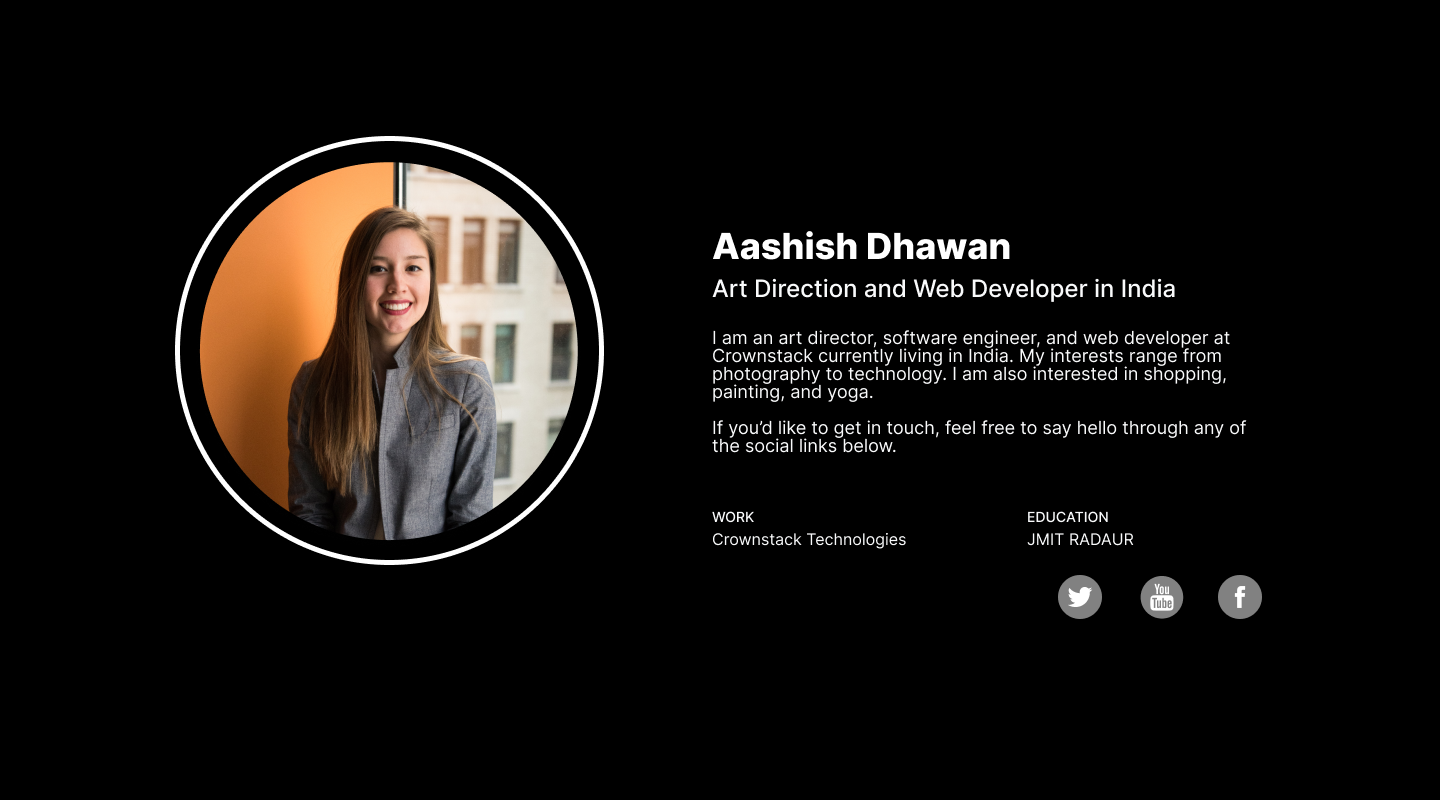 Aashish Dhawan
Art Direction and Web Developer in India
I am an art director, software engineer, and web developer at
Crownstack currently living in India. My interests range from
photography to technology. I am also interested in shopping,
painting, and yoga.
If you’d like to get in touch, feel free to say hello through any of
the social links below.
WORK
Crownstack Technologies
EDUCATION
JMIT RADAUR
You
Tube
f